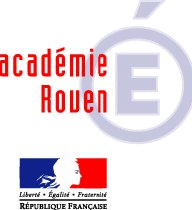 académie
Rouen
É
Liberté • Égalité • Fraternité
RÉPUBLIQUE FRANÇAISE